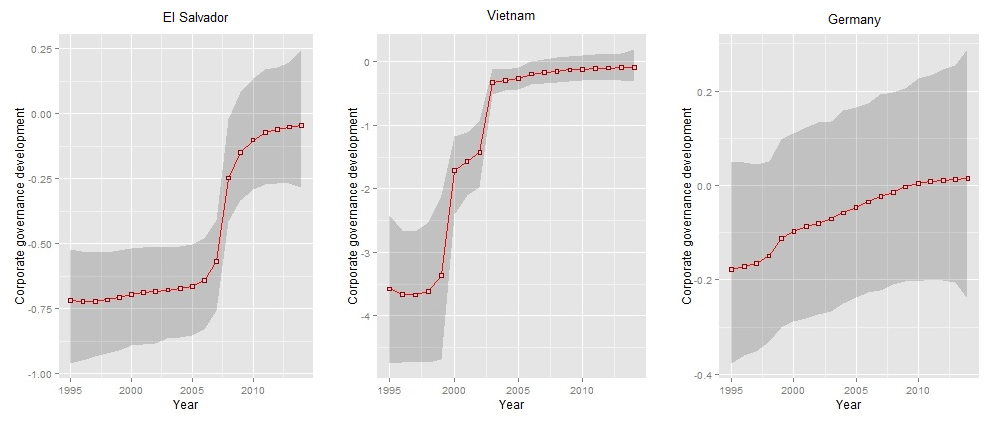 El Salvador
Corporate governance development
0.25
0.00
-0.25
-0.50
-0.75
-1.00
1995 2000 2005 2010
Year
Vietnam
Corporate governance development
0
-1
-2
-3
-4
1995 2000 2005 2010
Year
Germany
Corporate governance development
0.2
0.0
-0.2
-0.4
1995 2000 2005 2010
Year